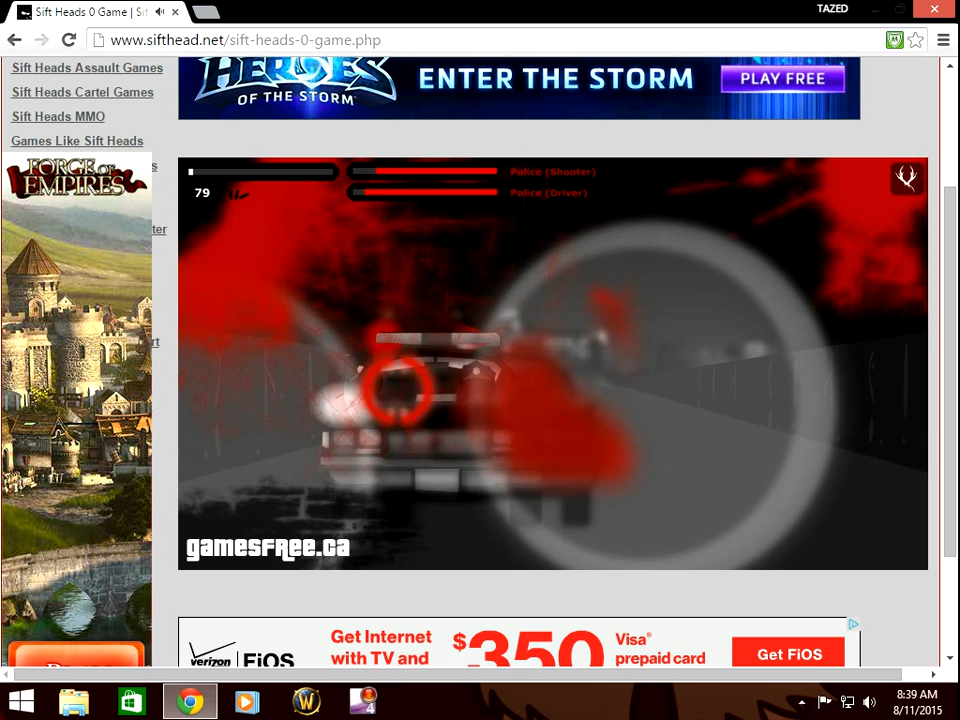 Sift Heads 0 Game | Sif
TAZED
www.sifthead.net/sift-heads-0-game.php
Sift Heads Assault Games
Sift Heads Cartel Games
Sift Heads MMO
Games Like Sift Heads
s
ter
rt
FORGE OF
EMPIRES
HEROES
OF THE STORM
ENTER THE STORM
PLAY FREE
Police (Shooter)
79
Police (Driver)
gamesfree.ca
verizon
FiOS
Get Internet
with TV and
$350
Visa®
prepaid card
Get FiOS
4
8:39 AM
8/11/2015